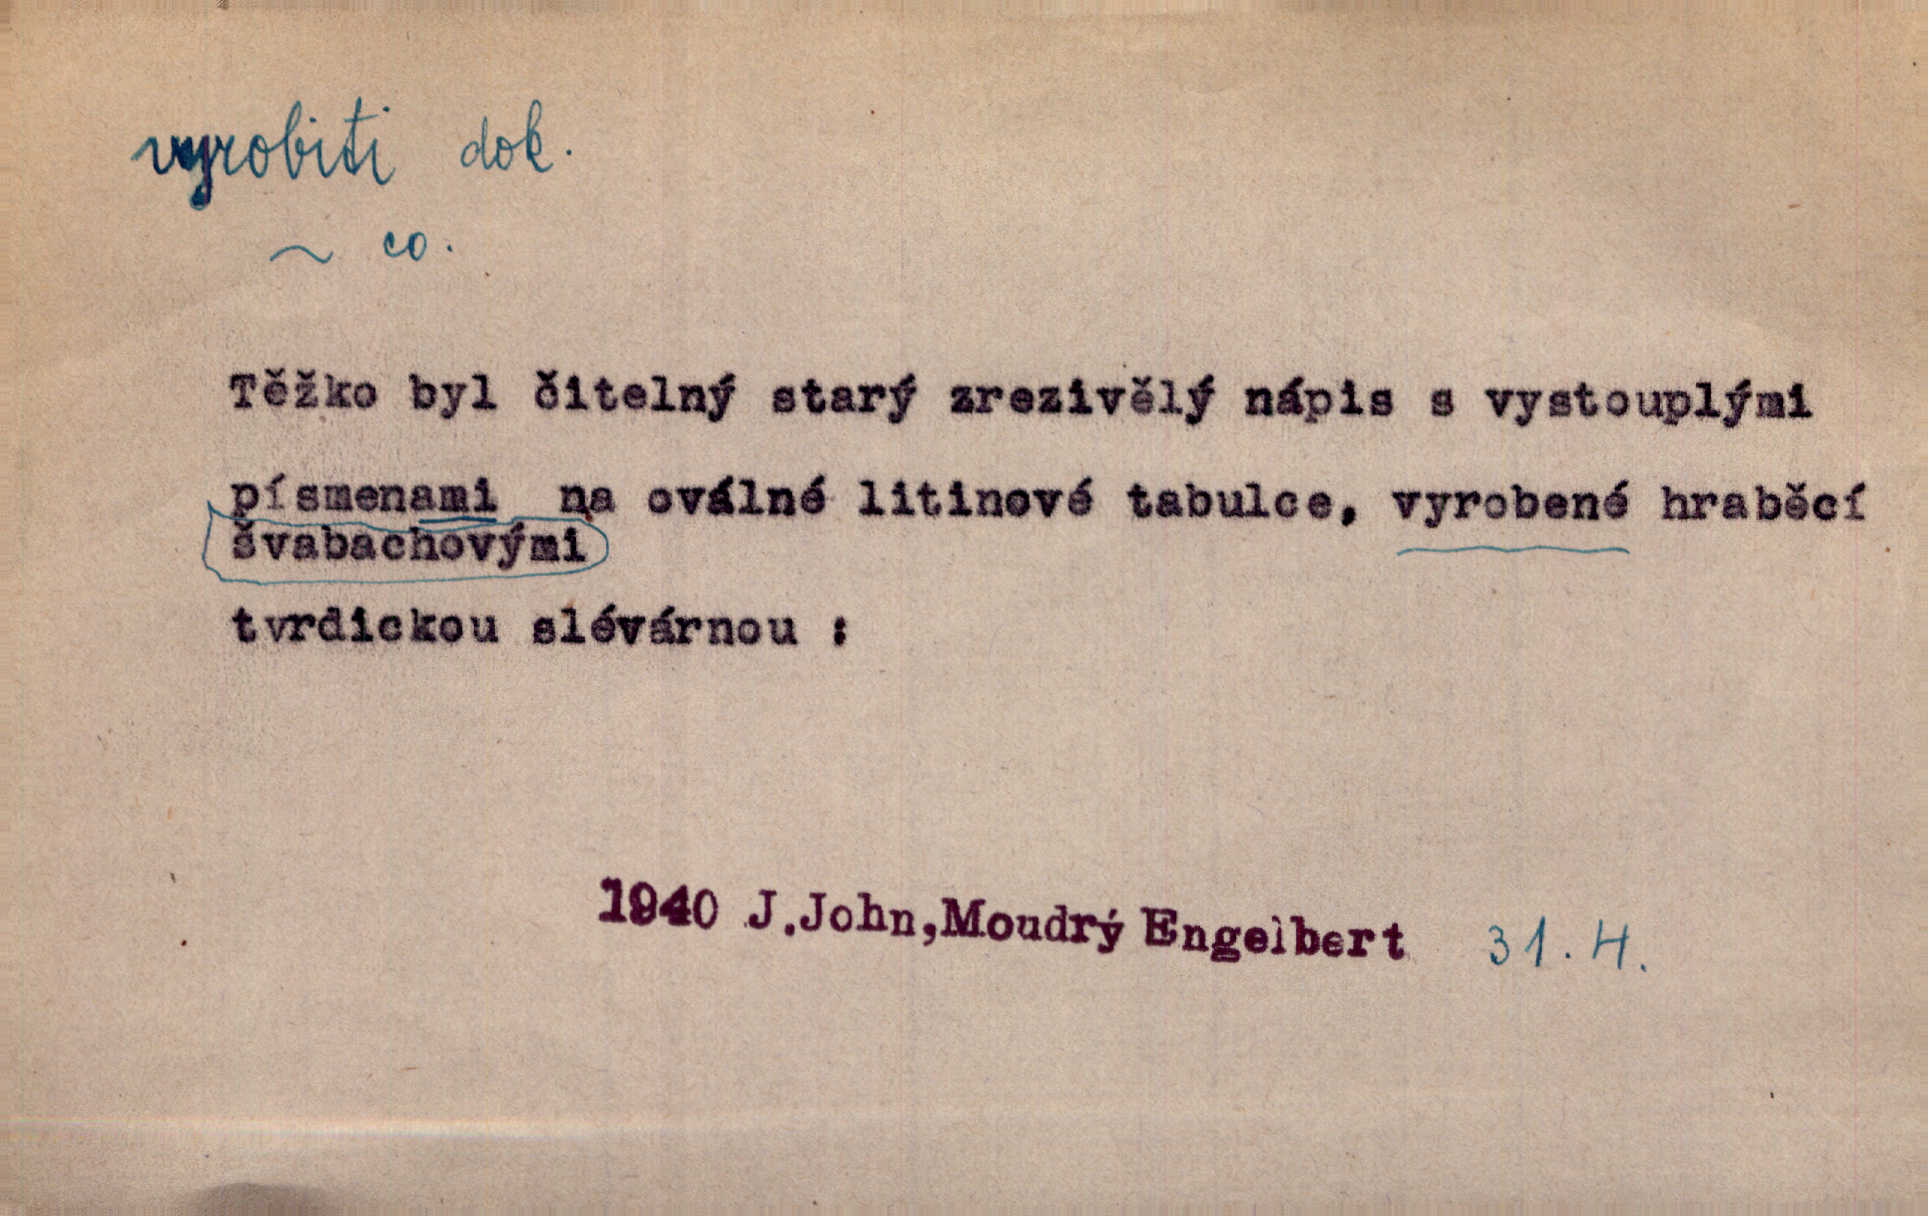 vyrobiti dok.
~ co.
Těžko byl čitelný starý zrezivělý nápis s vystouplými
písmenami na oválné litinové tabulce, vyrobené hraběcí
švabachovými
tvrdickou slévárnou :
1940 J.John,Moudrý Engelbert 31.H.